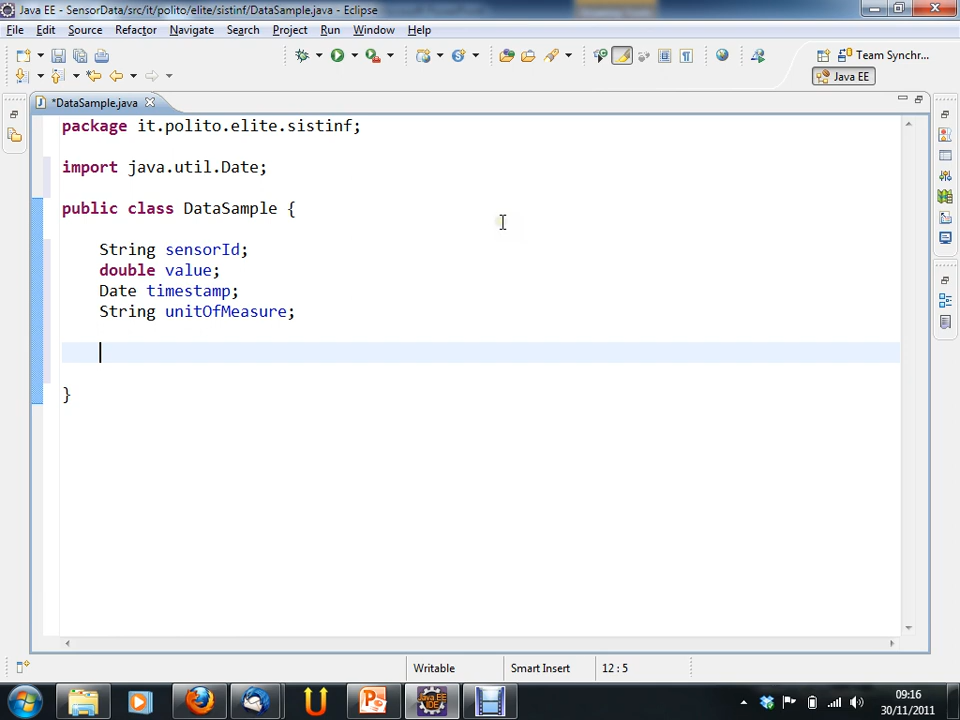 Java EE - SensorData/src/it/polito/elite/sistinf/DataSample.java - Eclipse
File Edit Source Refactor Navigate Search Project Run Window Help
Team Synchr...
Java EE
*DataSample.java
package it.polito.elite.sistinf;
import java.util.Date;
public class DataSample {
String sensorId;
double value;
Date timestamp;
String unitOfMeasure;
}
Writable Smart Insert 12 : 5
Java EE
IDE
09:16
30/11/2011